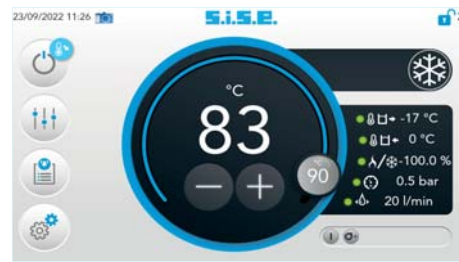 23/09/2022 11:26
s.i.s.e.
°C
83
90
-17 °C
0 °C
-100.0 %
0.5 bar
20 l/min